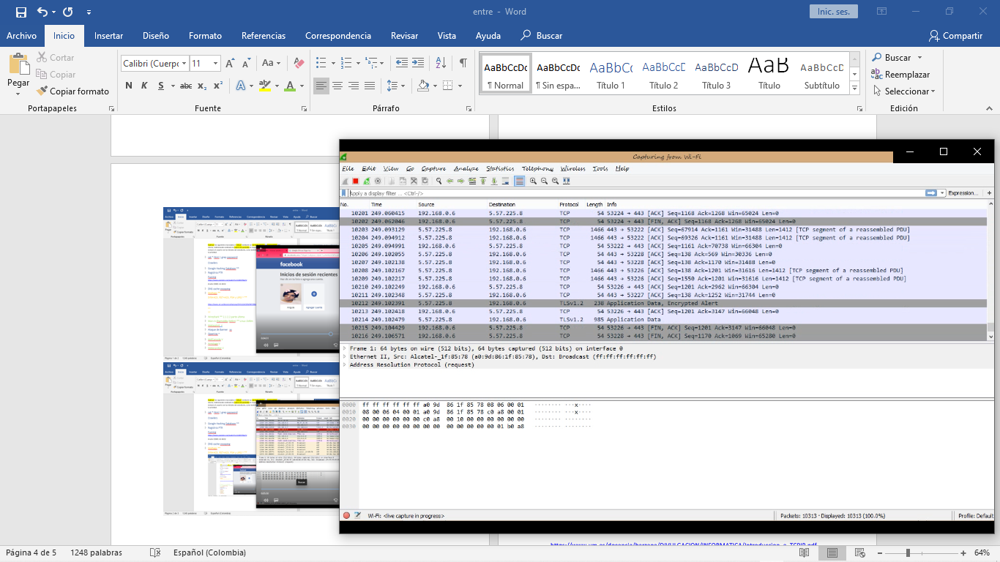 entre - Word
Inic. ses.
Archivo Inicio Insertar Diseño Formato Referencias Correspondencia Revisar Vista Ayuda Buscar Compartir
Pegar
Cortar
Copiar
Copiar formato
Portapapeles
Calibri (Cuerpo 11
Aa
N K S abc x₂ x²
Fuente
Párrafo
AaBbCcDc AaBbCcDc AaBbCc AaBbCcD AaBbCcD AaB AaBbCcD
¶ Normal ¶ Sin espa... Título 1 Título 2 Título 3 Título Subtítulo
Estilos
Buscar
Reemplazar
Seleccionar
Edición
facebook
Inicios de sesión recientes
Capturing from Wi-Fi
File Edit View Go Capture Analyze Statistics Telephony Wireless Tools Help
Apply a display filter ... <Ctrl-/> Expression... +
No. Time Source Destination Protocol Length Info
10201 249.060415 192.168.0.6 5.57.225.8 TCP 54 53224 → 443 [ACK] Seq=1168 Ack=1268 Win=65024 Len=0
10202 249.062046 192.168.0.6 5.57.225.8 TCP 54 53224 → 443 [FIN, ACK] Seq=1168 Ack=1268 Win=65024 Len=0
10203 249.093129 5.57.225.8 192.168.0.6 TCP 1466 443 → 53222 [ACK] Seq=67914 Ack=1161 Win=31488 Len=1412 [TCP segment of a reassembled PDU]
10204 249.094912 5.57.225.8 192.168.0.6 TCP 1466 443 → 53222 [ACK] Seq=69326 Ack=1161 Win=31488 Len=1412 [TCP segment of a reassembled PDU]
10205 249.094991 192.168.0.6 5.57.225.8 TCP 54 53222 → 443 [ACK] Seq=1161 Ack=70738 Win=66304 Len=0
10206 249.102055 5.57.225.8 192.168.0.6 TCP 54 443 → 53228 [ACK] Seq=138 Ack=569 Win=30336 Len=0
10207 249.102138 5.57.225.8 192.168.0.6 TCP 54 443 → 53228 [ACK] Seq=138 Ack=1170 Win=31488 Len=0
10208 249.102167 5.57.225.8 192.168.0.6 TCP 1466 443 → 53226 [ACK] Seq=138 Ack=1201 Win=31616 Len=1412 [TCP segment of a reassembled PDU]
10209 249.102217 5.57.225.8 192.168.0.6 TCP 1466 443 → 53226 [ACK] Seq=1550 Ack=1201 Win=31616 Len=1412 [TCP segment of a reassembled PDU]
10210 249.102249 192.168.0.6 5.57.225.8 TCP 54 53226 → 443 [ACK] Seq=1201 Ack=2962 Win=66304 Len=0
10211 249.102348 5.57.225.8 192.168.0.6 TCP 54 443 → 53227 [ACK] Seq=138 Ack=1252 Win=31744 Len=0
10212 249.102391 5.57.225.8 192.168.0.6 TLSv1.2 238 Application Data, Encrypted Alert
10213 249.102418 192.168.0.6 5.57.225.8 TCP 54 53226 → 443 [ACK] Seq=1201 Ack=3147 Win=66048 Len=0
10214 249.102479 5.57.225.8 192.168.0.6 TLSv1.2 985 Application Data
10215 249.104429 192.168.0.6 5.57.225.8 TCP 54 53226 → 443 [FIN, ACK] Seq=1201 Ack=3147 Win=66048 Len=0
10216 249.106571 192.168.0.6 5.57.225.8 TCP 54 53228 → 443 [FIN, ACK] Seq=1170 Ack=1069 Win=65280 Len=0
Frame 1: 64 bytes on wire (512 bits), 64 bytes captured (512 bits) on interface 0
Ethernet II, Src: Alcatel-_1f:85:78 (a0:9d:86:1f:85:78), Dst: Broadcast (ff:ff:ff:ff:ff:ff)
Address Resolution Protocol (request)
0000 ff ff ff ff ff ff a0 9d 86 1f 85 78 08 06 00 01
0010 08 00 06 04 00 01 a0 9d 86 1f 85 78 c0 a8 00 01
0020 00 00 00 00 00 00 c0 a8 00 10 00 00 00 00 00 00
0030 00 00 00 00 00 00 00 00 00 00 00 00 01 b0 a8
Wi-Fi: <live capture in progress> Packets: 10313 · Displayed: 10313 (100.0%) Profile: Default
Página 4 de 5 1248 palabras Español (Colombia) 64%